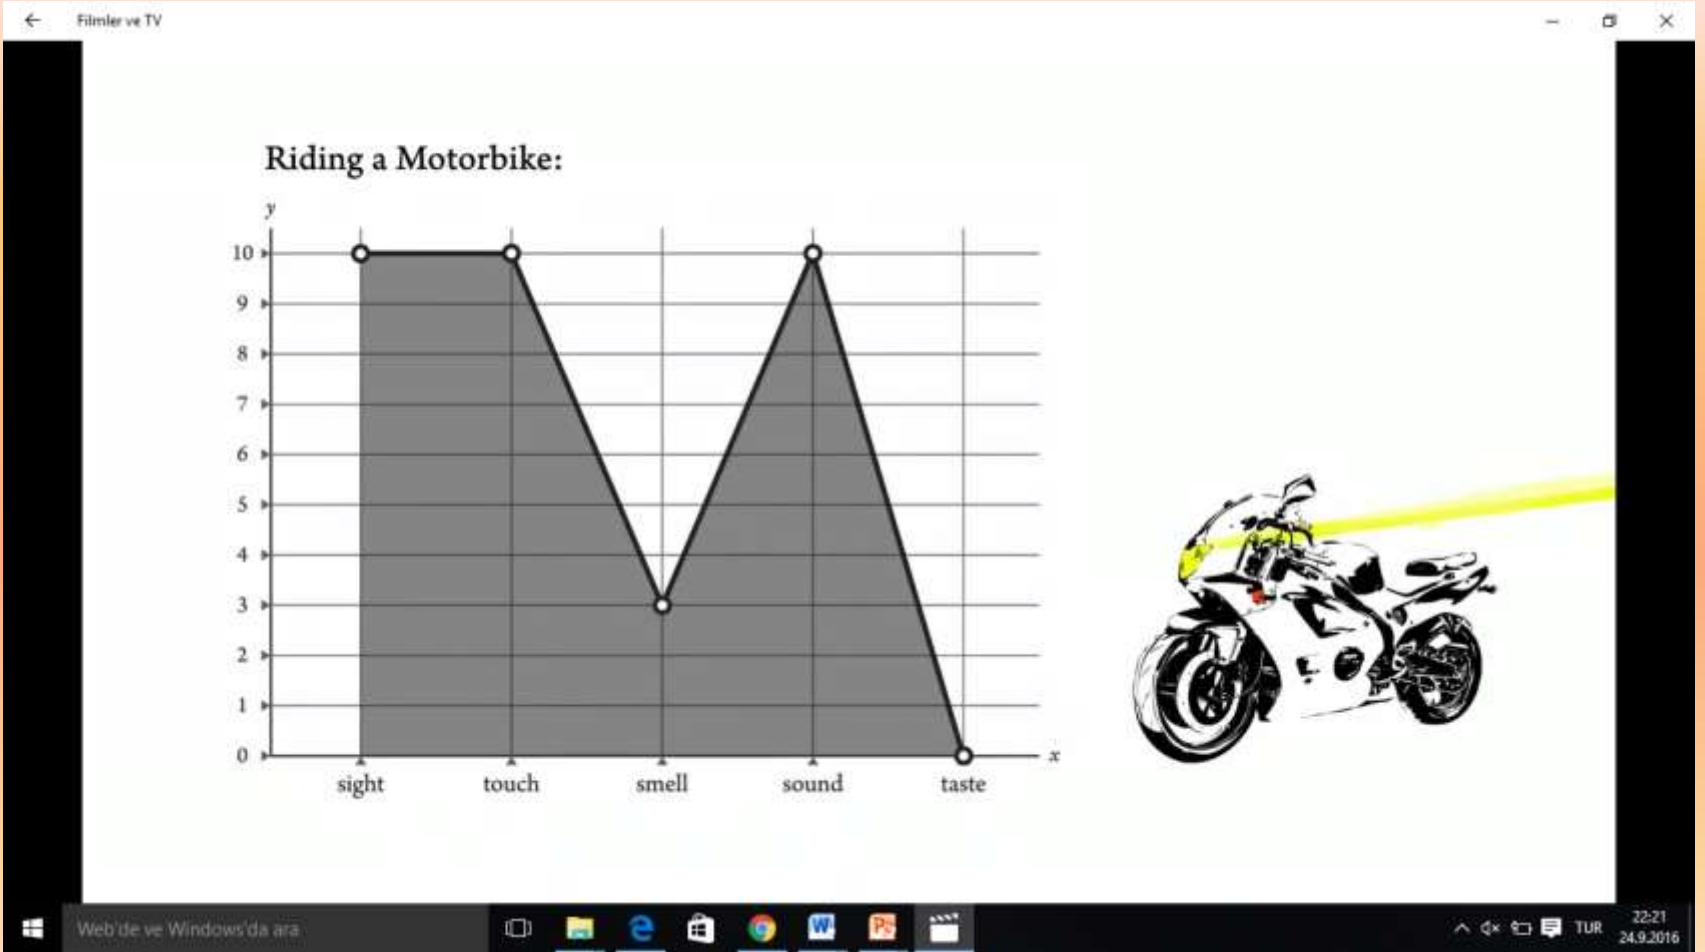 Filmler ve TV
Riding a Motorbike:
y
10
9
8
7
6
5
4
3
2
1
0
x
sight touch smell sound taste
Web'de ve Windows'da ara
TUR
22:21
24.9.2016